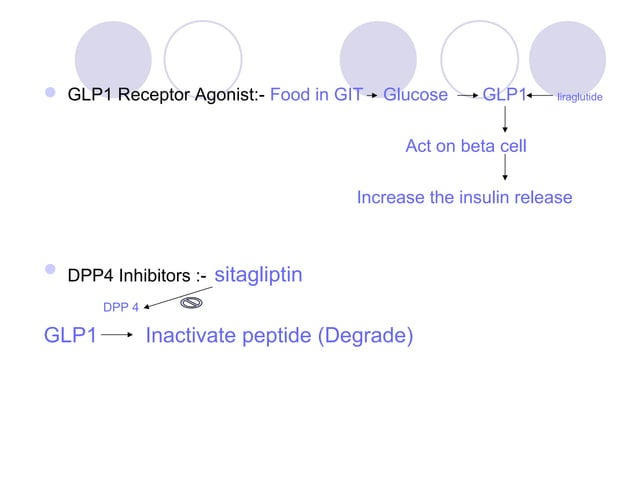 GLP1 Receptor Agonist:- Food in GIT Glucose GLP1 liraglutide
Act on beta cell
Increase the insulin release
DPP4 Inhibitors :- sitagliptin
DPP 4
GLP1 Inactivate peptide (Degrade)